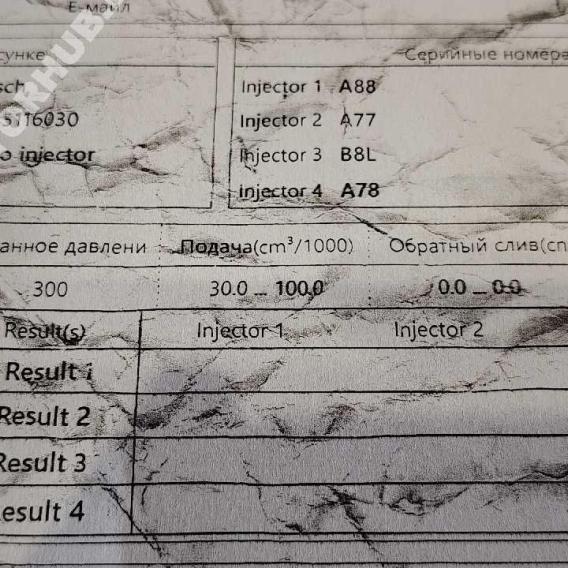 E-майл
сунке
Серийные номера
sch
Injector 1 A88
5116030
Injector 2 A77
o injector
Injector 3 B8L
injector 4 A78
анное давлени Подача(cm³/1000) Обратный слив(сп
300 30.0 ... 100.0 0.0 ... 0.0
Result(s) Injector 1 Injector 2
Result 1
Result 2
Result 3
esult 4